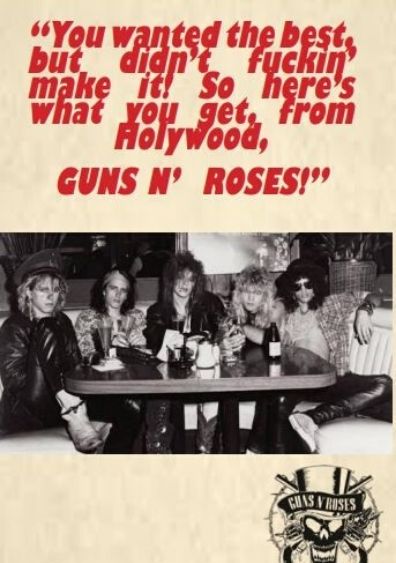 “You wanted the best,
but didn’t fuckin’
make it! So here’s
what you get, from
Holywood,
GUNS N’ ROSES!”
GUNS N' ROSES